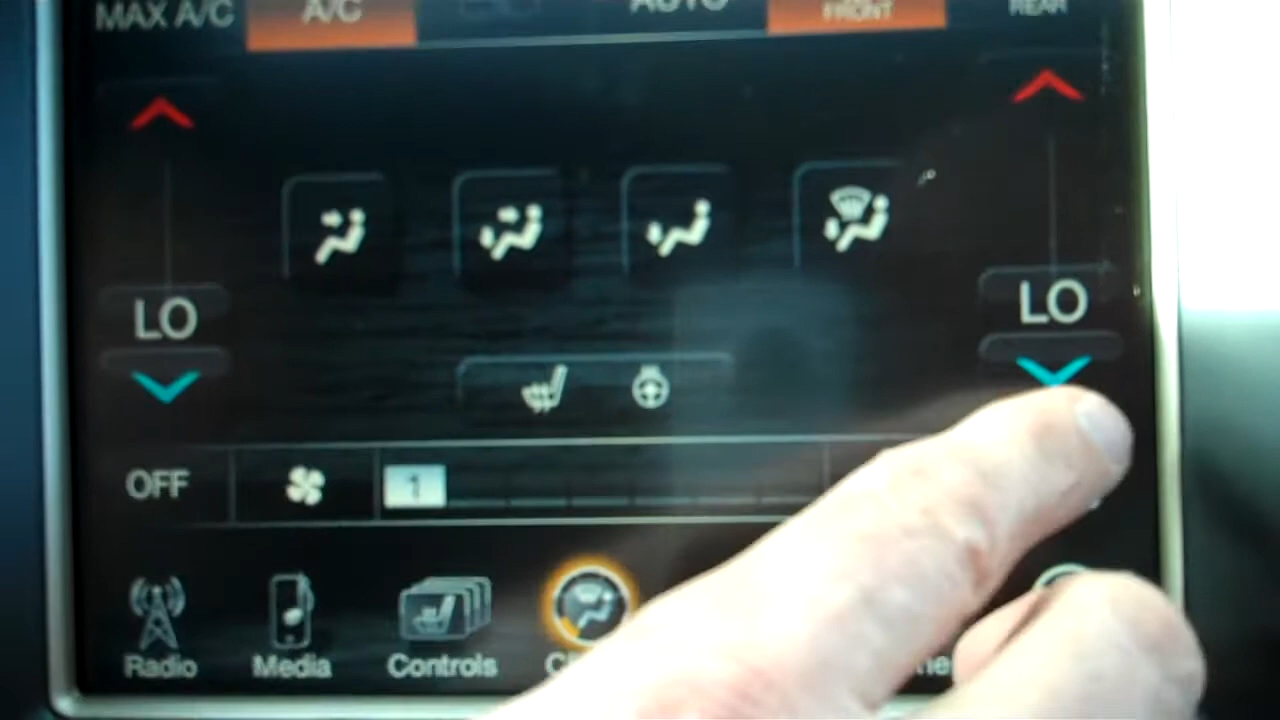 MAX A/C
A/C
AUTO
FRONT
REAR
LO
LO
OFF
1
Radio
Media
Controls